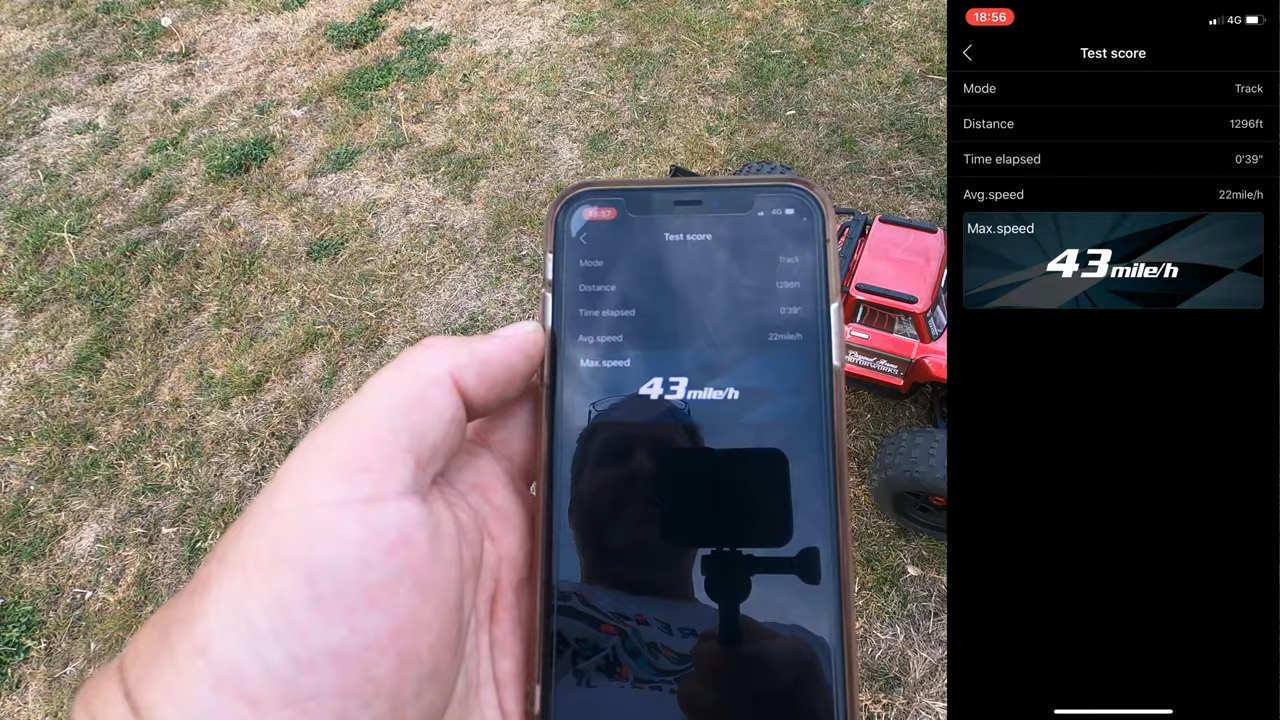 18:57
4G
Test score
Mode
Track
Distance
1296ft
Time elapsed
0'39"
Avg.speed
22mile/h
Max.speed
43mile/h
MOTORWORKS
18:56
4G
Test score
Mode
Track
Distance
1296ft
Time elapsed
0'39"
Avg.speed
22mile/h
Max.speed
43mile/h